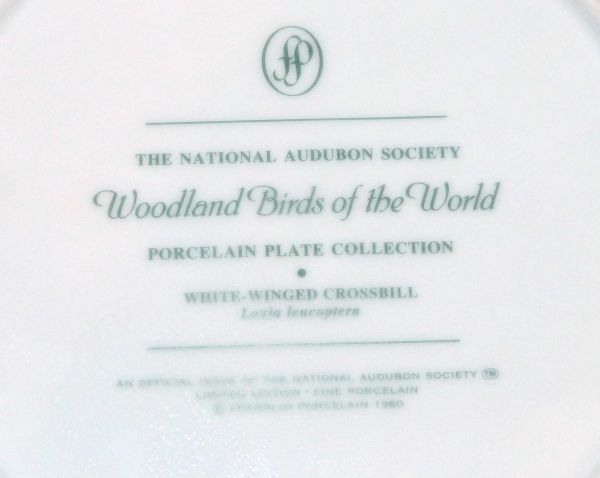 fp
THE NATIONAL AUDUBON SOCIETY
Woodland Birds of the World
PORCELAIN PLATE COLLECTION
•
WHITE-WINGED CROSSBILL
Loxia leucoptera
AN OFFICIAL ISSUE OF THE NATIONAL AUDUBON SOCIETY TM
LIMITED EDITION • FINE PORCELAIN
© FRANKLIN PORCELAIN 1980